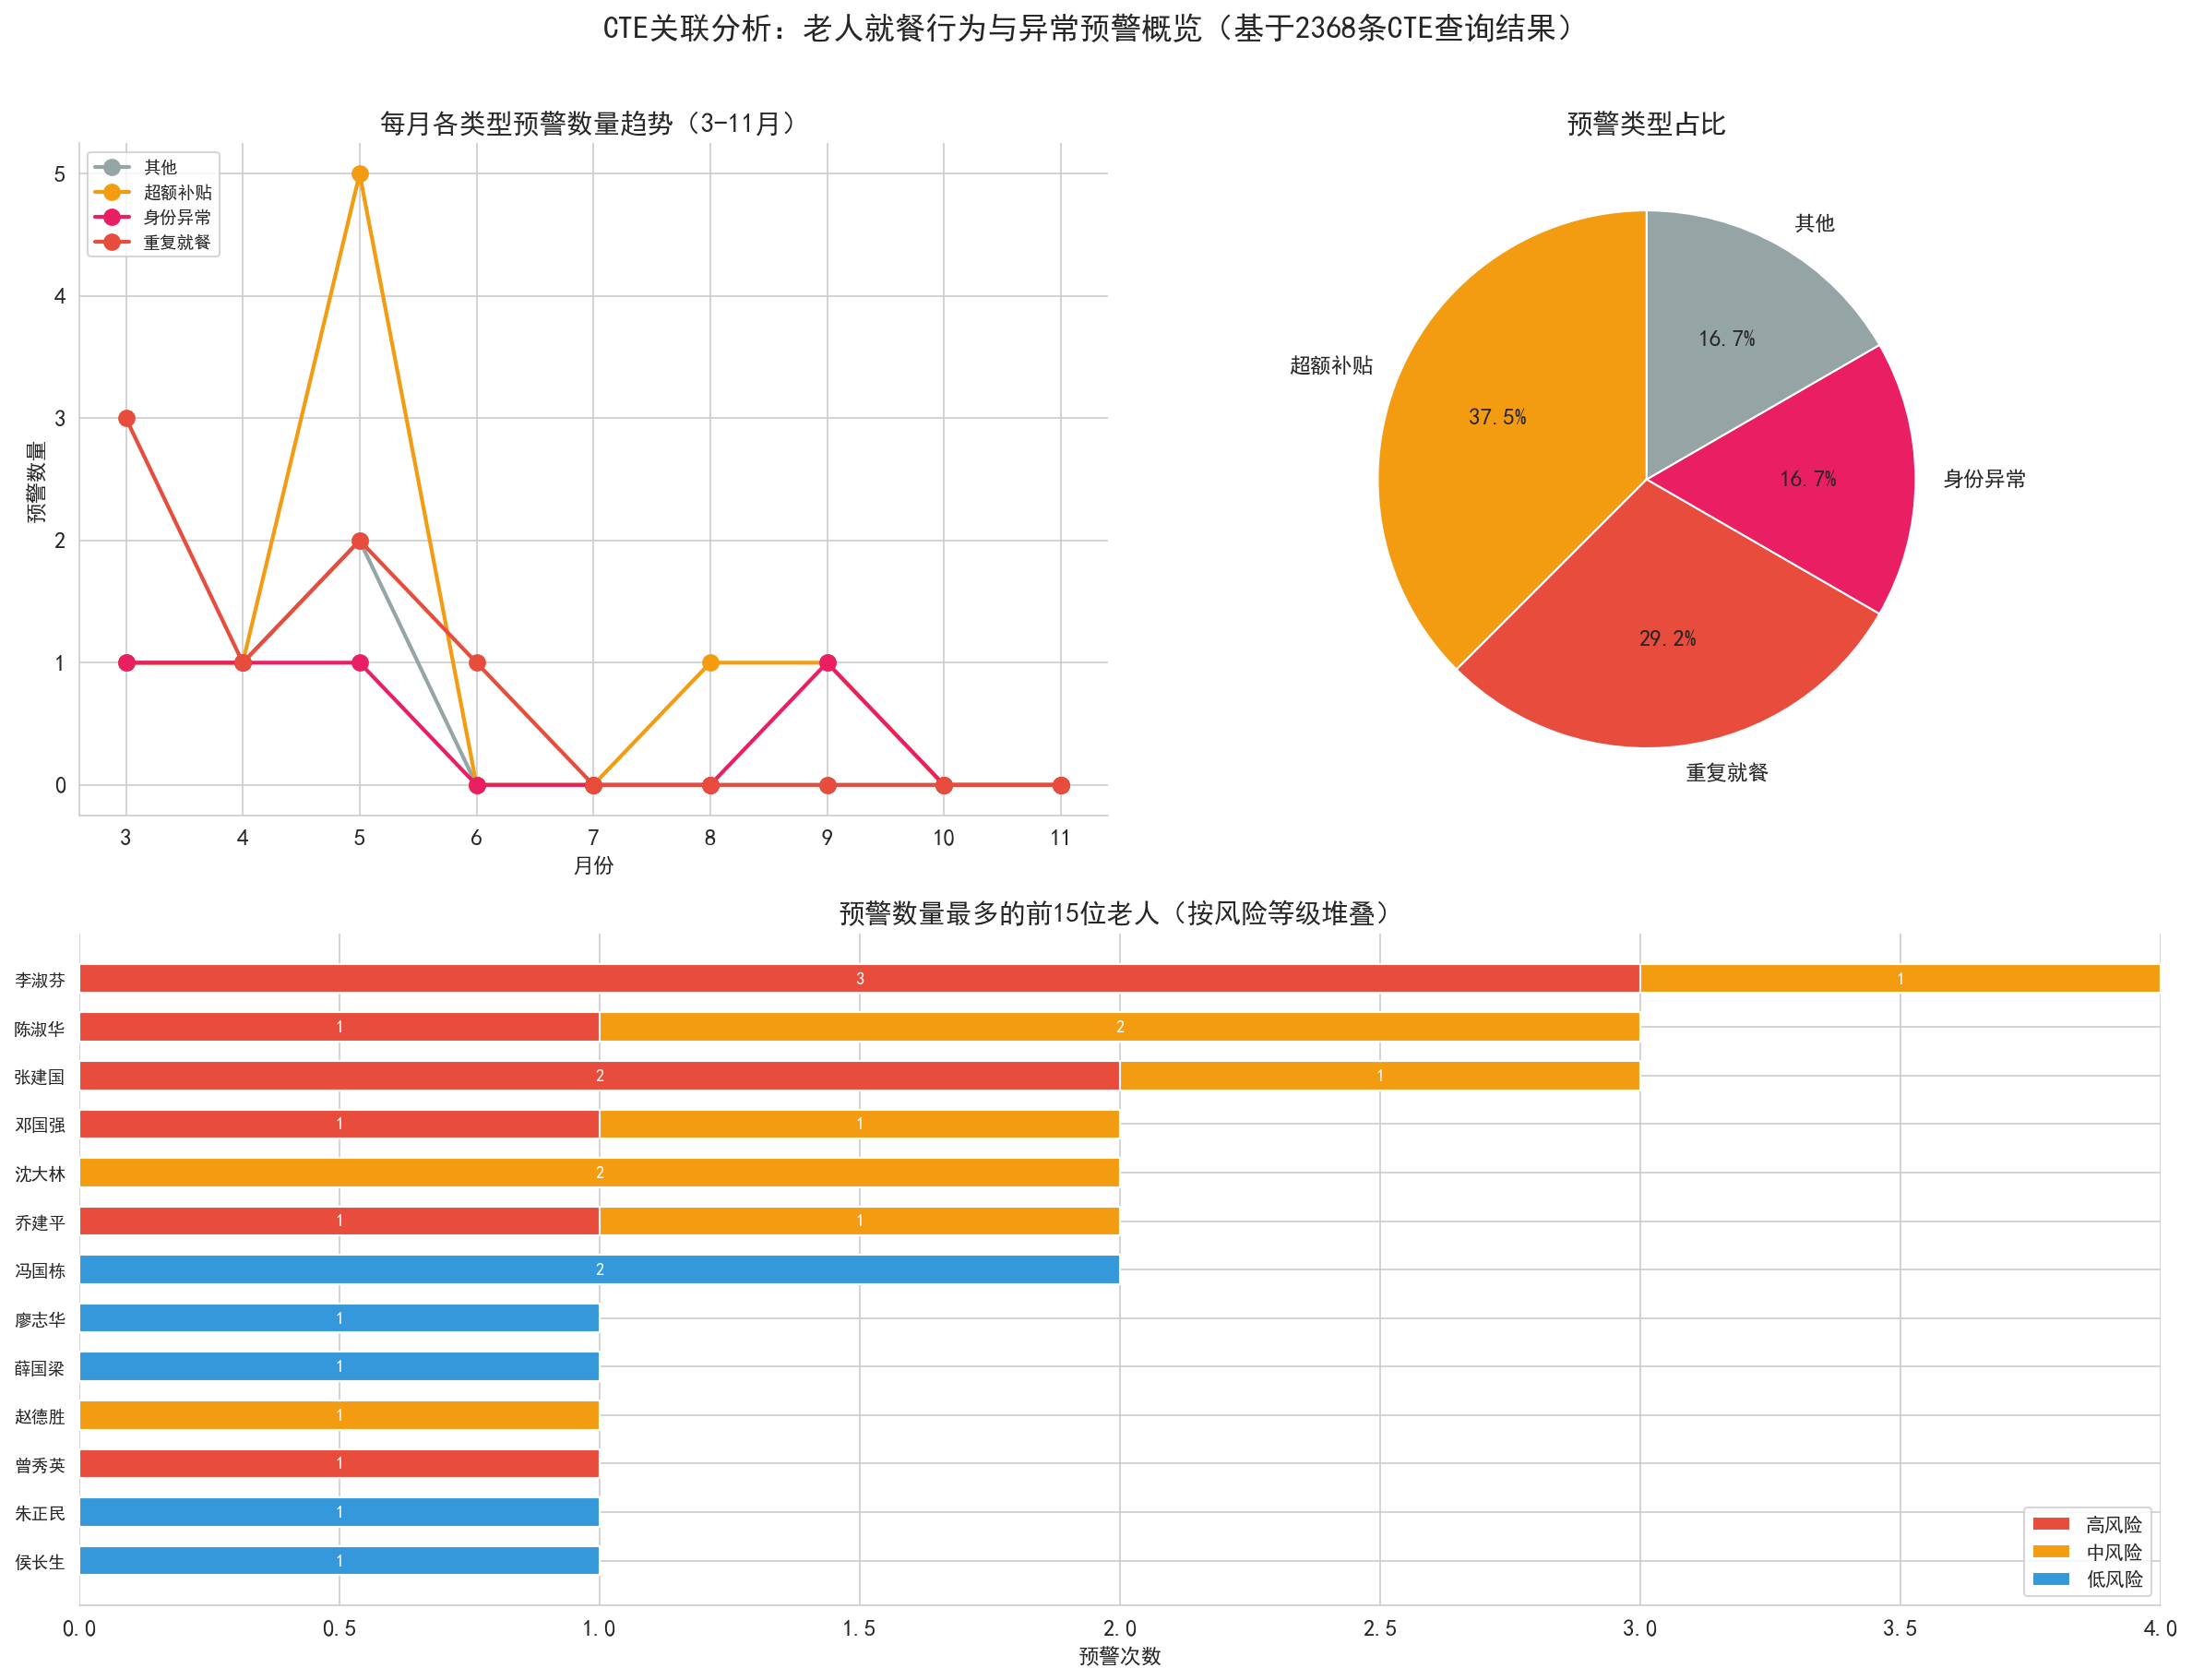 CTE关联分析：老人就餐行为与异常预警概览（基于2368条CTE查询结果）
每月各类型预警数量趋势（3-11月）
其他
超额补贴
身份异常
重复就餐
预警数量
5
4
3
2
1
0
3 4 5 6 7 8 9 10 11
月份
预警类型占比
其他
16.7%
超额补贴
37.5%
16.7%
身份异常
29.2%
重复就餐
预警数量最多的前15位老人（按风险等级堆叠）
李淑芬 3 1
陈淑华 1 2
张建国 2 1
邓国强 1 1
沈大林 2
乔建平 1 1
冯国栋 2
廖志华 1
薛国梁 1
赵德胜 1
曾秀英 1
朱正民 1
侯长生 1
高风险
中风险
低风险
0.0 0.5 1.0 1.5 2.0 2.5 3.0 3.5 4.0
预警次数